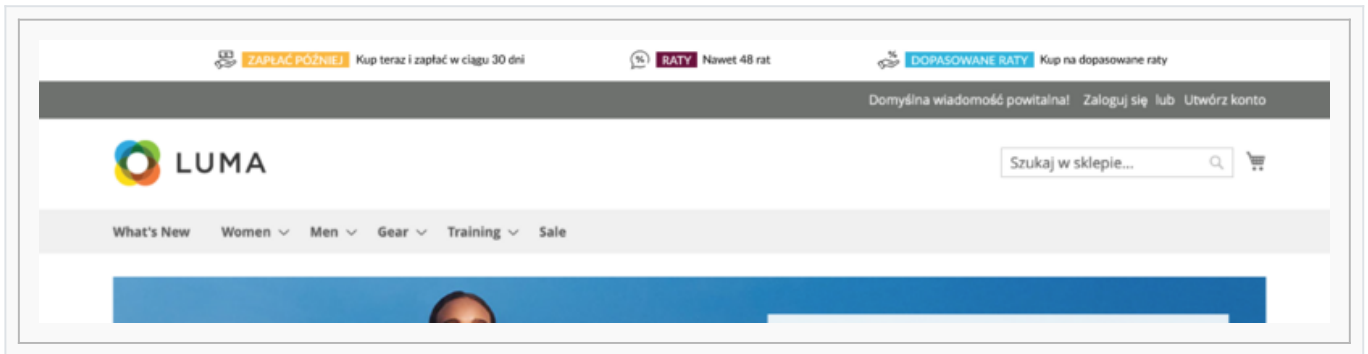 ZAPŁAĆ PÓŹNIEJ Kup teraz i zapłać w ciągu 30 dni % RATY Nawet 48 rat % DOPASOWANE RATY Kup na dopasowane raty
Domyślna wiadomość powitalna! Zaloguj się lub Utwórz konto
LUMA Szukaj w sklepie...
What's New Women Men Gear Training Sale